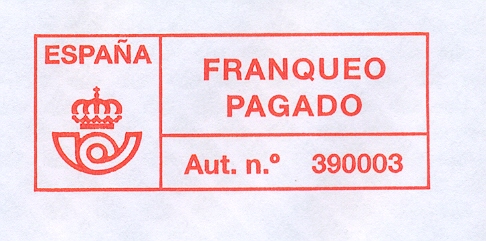 ESPAÑA
FRANQUEO
PAGADO
Aut. n.º 390003